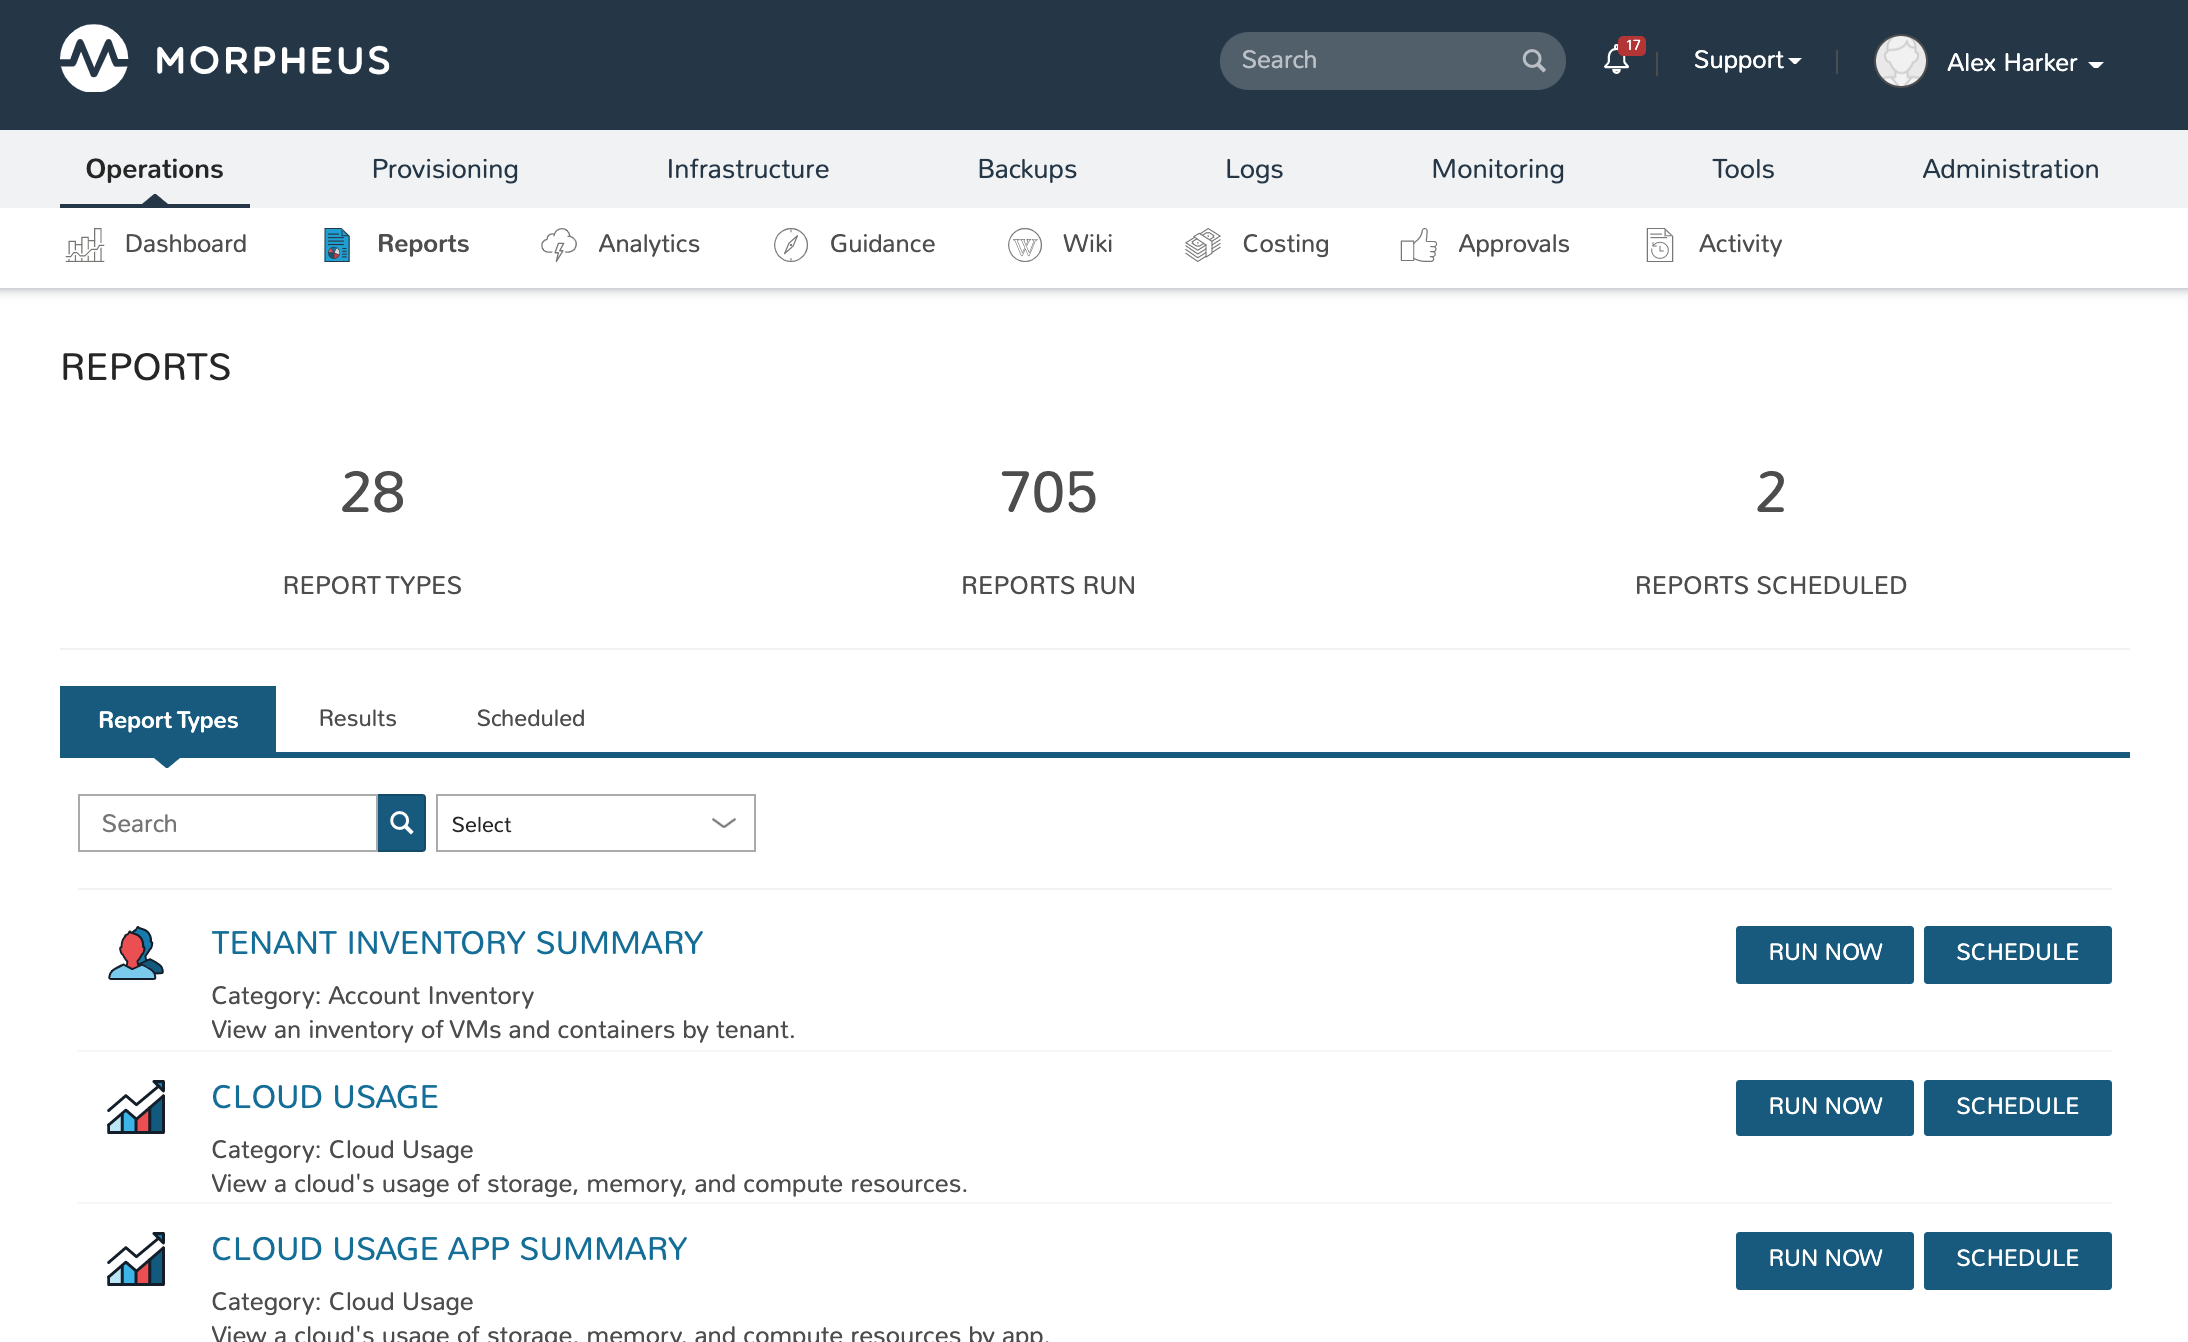 MORPHEUS
Search
17
Support
Alex Harker
Operations
Provisioning
Infrastructure
Backups
Logs
Monitoring
Tools
Administration
Dashboard
Reports
Analytics
Guidance
Wiki
Costing
Approvals
Activity
REPORTS
28
705
2
REPORT TYPES
REPORTS RUN
REPORTS SCHEDULED
Report Types
Results
Scheduled
Search
Select
TENANT INVENTORY SUMMARY
RUN NOW
SCHEDULE
Category: Account Inventory
View an inventory of VMs and containers by tenant.
CLOUD USAGE
RUN NOW
SCHEDULE
Category: Cloud Usage
View a cloud's usage of storage, memory, and compute resources.
CLOUD USAGE APP SUMMARY
RUN NOW
SCHEDULE
Category: Cloud Usage
View a cloud's usage of storage, memory, and compute resources by app.